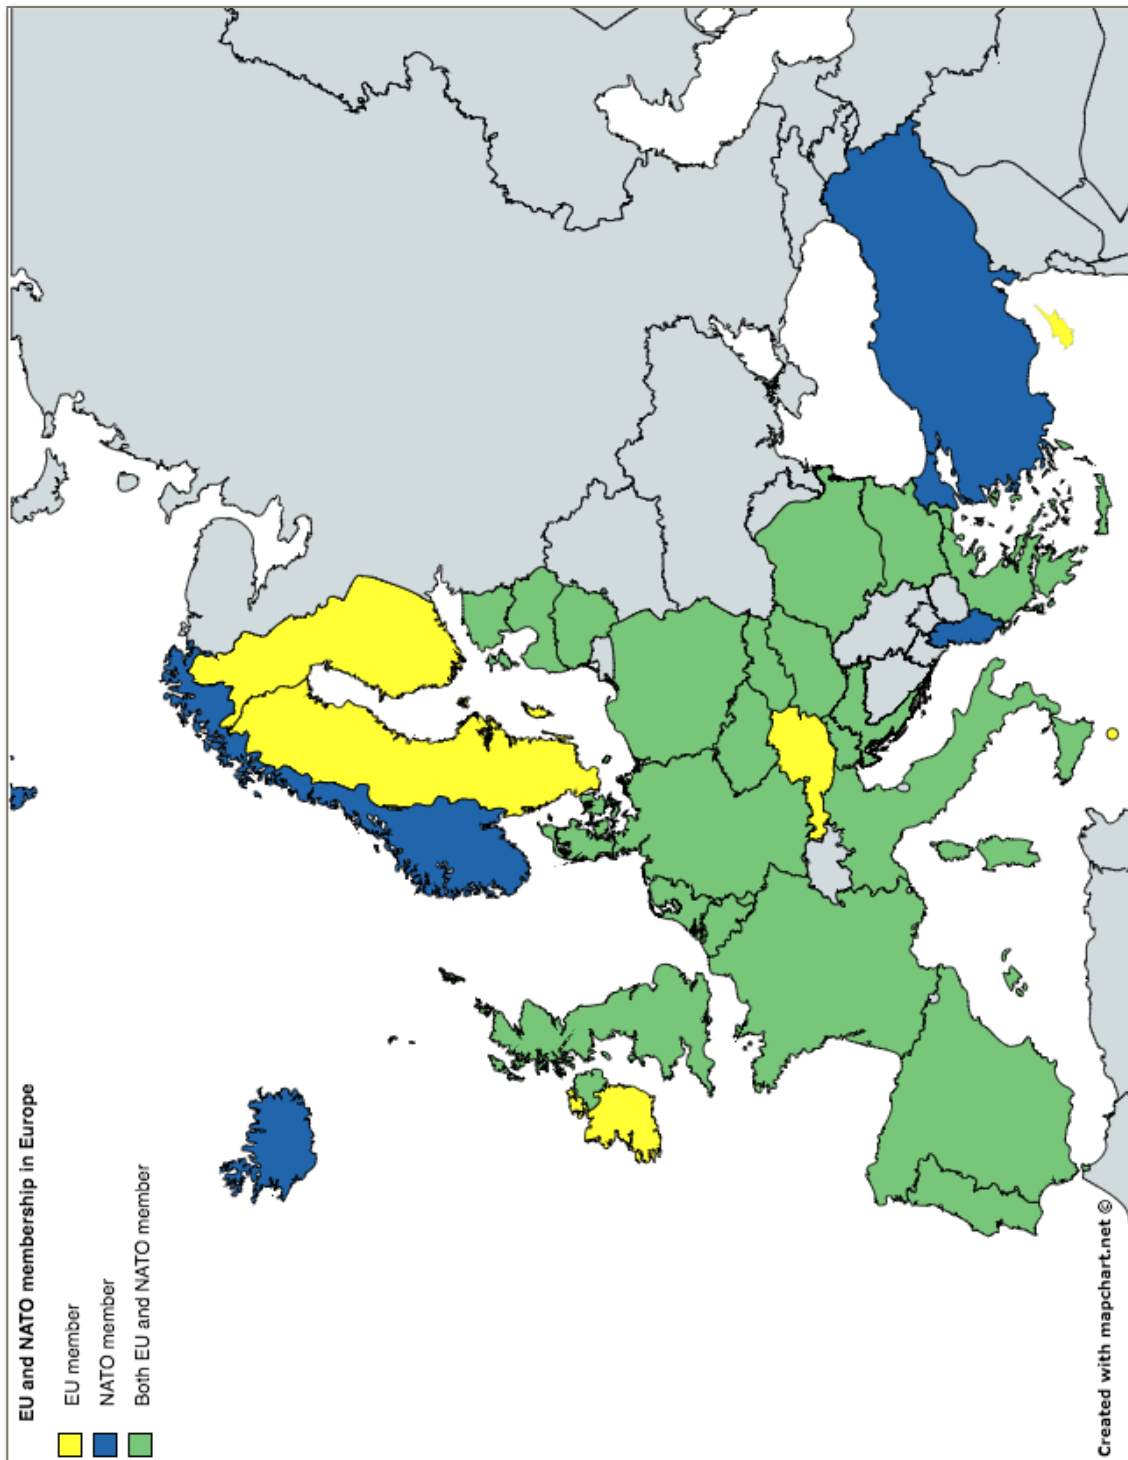 EU and NATO membership in Europe
EU member
NATO member
Both EU and NATO member
Created with mapchart.net ©